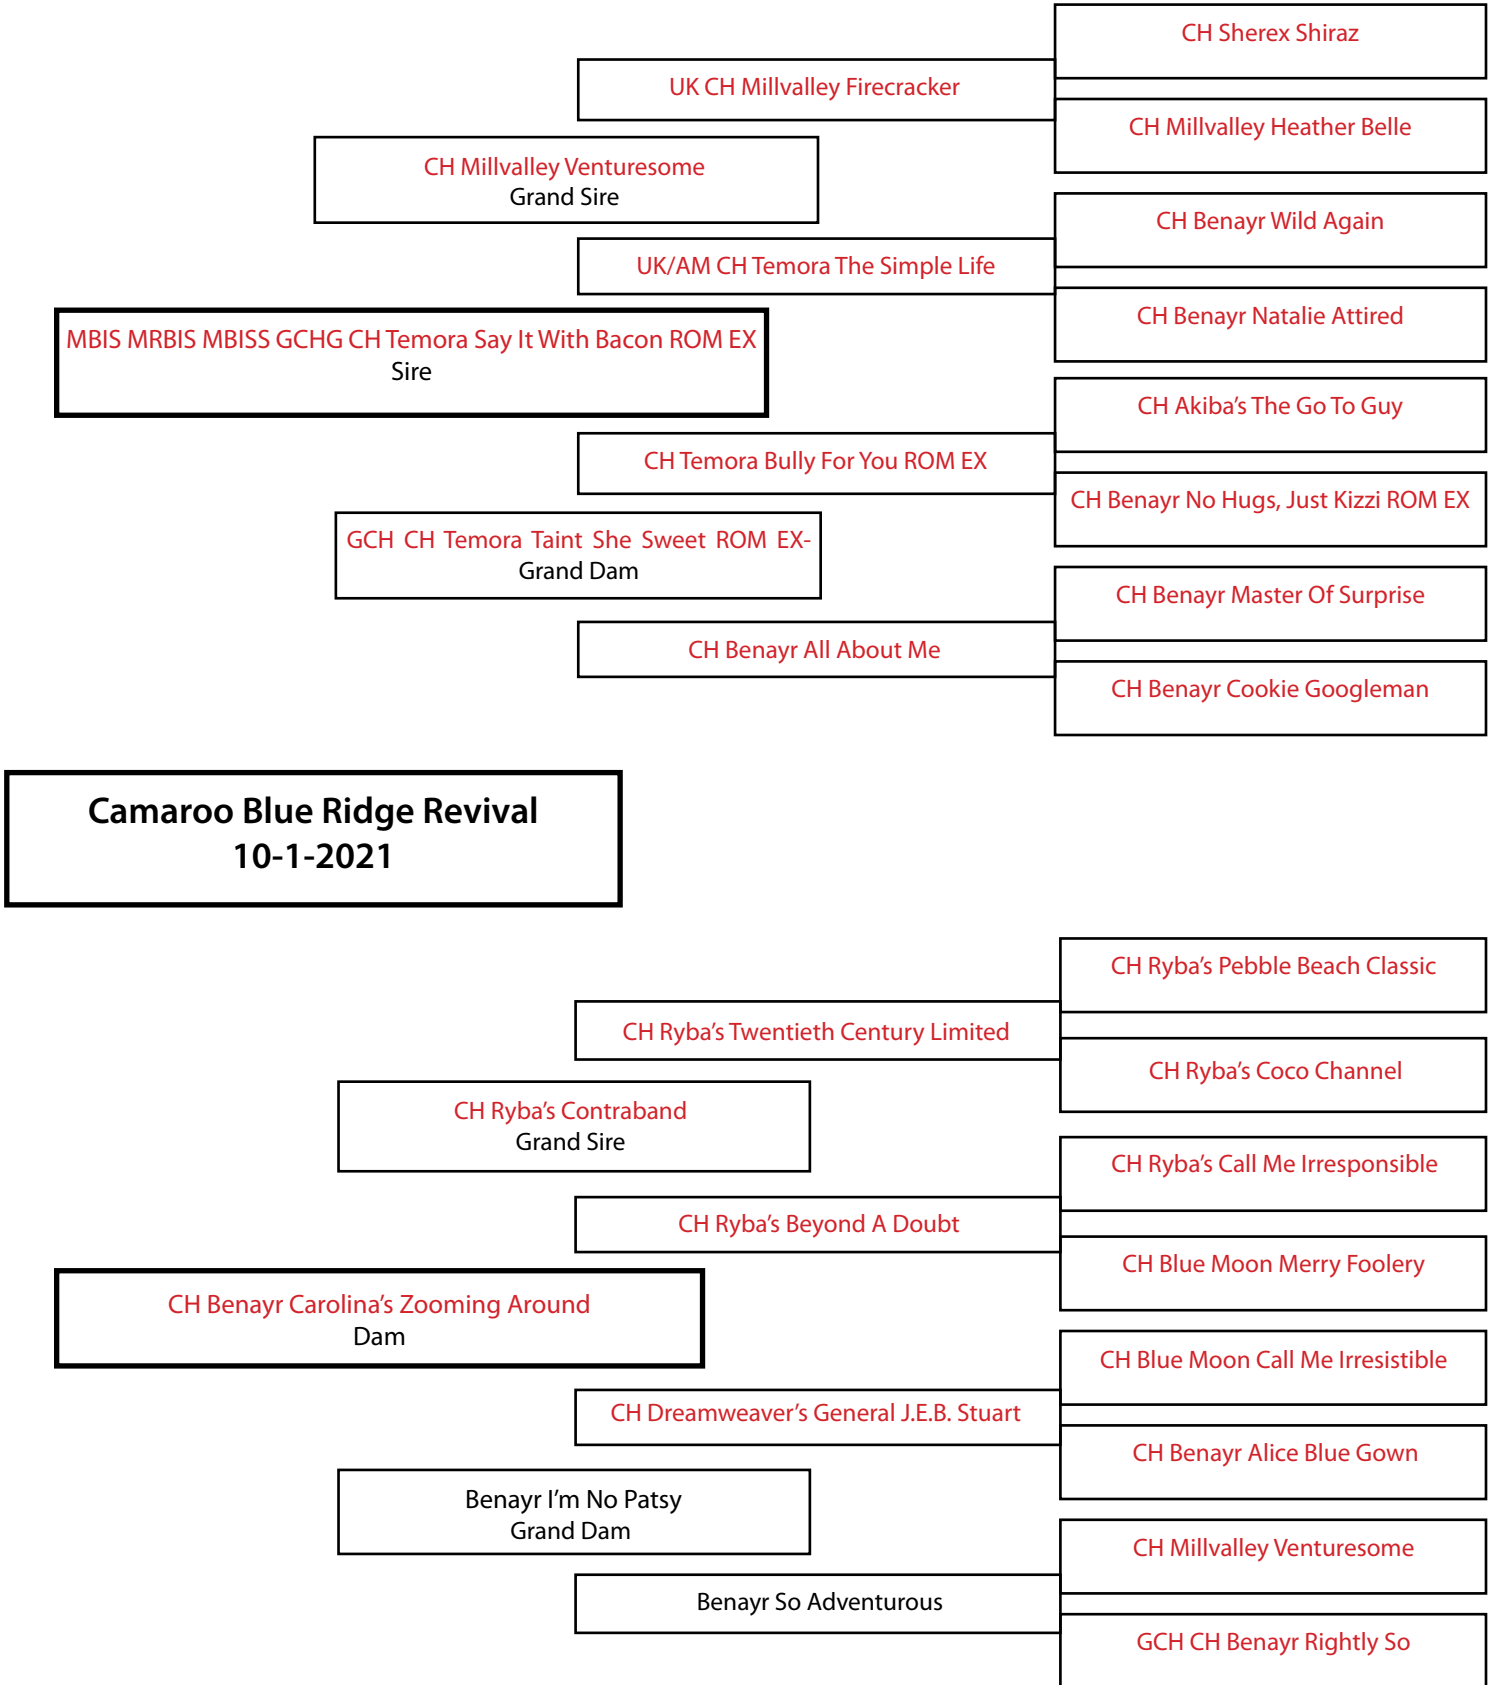 CH Sherex Shiraz
UK CH Millvalley Firecracker
CH Millvalley Heather Belle
CH Millvalley Venturesome
Grand Sire
CH Benayr Wild Again
UK/AM CH Temora The Simple Life
CH Benayr Natalie Attired
MBIS MRBIS MBISS GCHG CH Temora Say It With Bacon ROM EX
Sire
CH Akiba's The Go To Guy
CH Temora Bully For You ROM EX
CH Benayr No Hugs, Just Kizzi ROM EX
GCH CH Temora Taint She Sweet ROM EX-
Grand Dam
CH Benayr Master Of Surprise
CH Benayr All About Me
CH Benayr Cookie Googleman
Camaroo Blue Ridge Revival
10-1-2021
CH Ryba's Pebble Beach Classic
CH Ryba's Twentieth Century Limited
CH Ryba's Coco Channel
CH Ryba's Contraband
Grand Sire
CH Ryba's Call Me Irresponsible
CH Ryba's Beyond A Doubt
CH Blue Moon Merry Foolery
CH Benayr Carolina's Zooming Around
Dam
CH Blue Moon Call Me Irresistible
CH Dreamweaver's General J.E.B. Stuart
CH Benayr Alice Blue Gown
Benayr I'm No Patsy
Grand Dam
CH Millvalley Venturesome
Benayr So Adventurous
GCH CH Benayr Rightly So